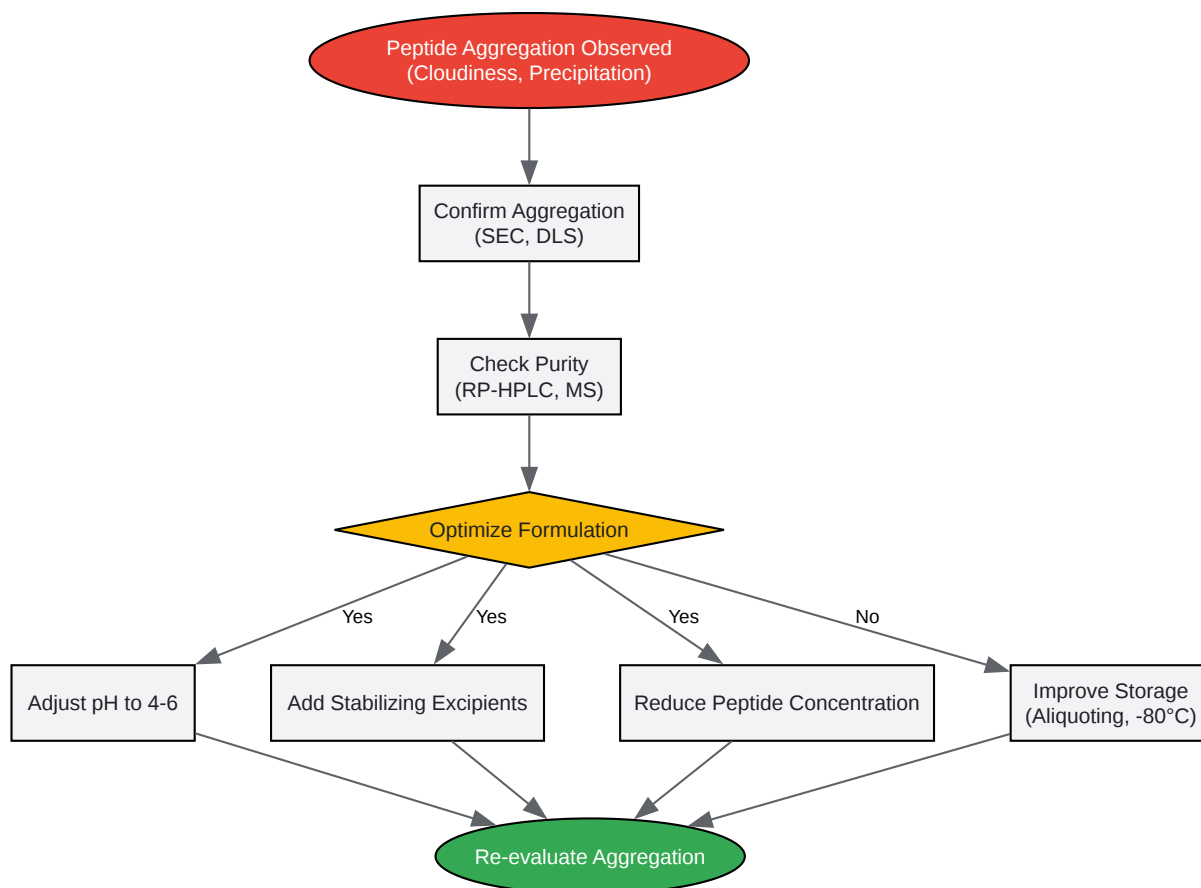 Peptide Aggregation Observed
(Cloudiness, Precipitation)
Confirm Aggregation
(SEC, DLS)
Check Purity
(RP-HPLC, MS)
Optimize Formulation
Yes
Yes
Yes
No
Adjust pH to 4-6
Add Stabilizing Excipients
Reduce Peptide Concentration
Improve Storage
(Aliquoting, -80°C)
Re-evaluate Aggregation